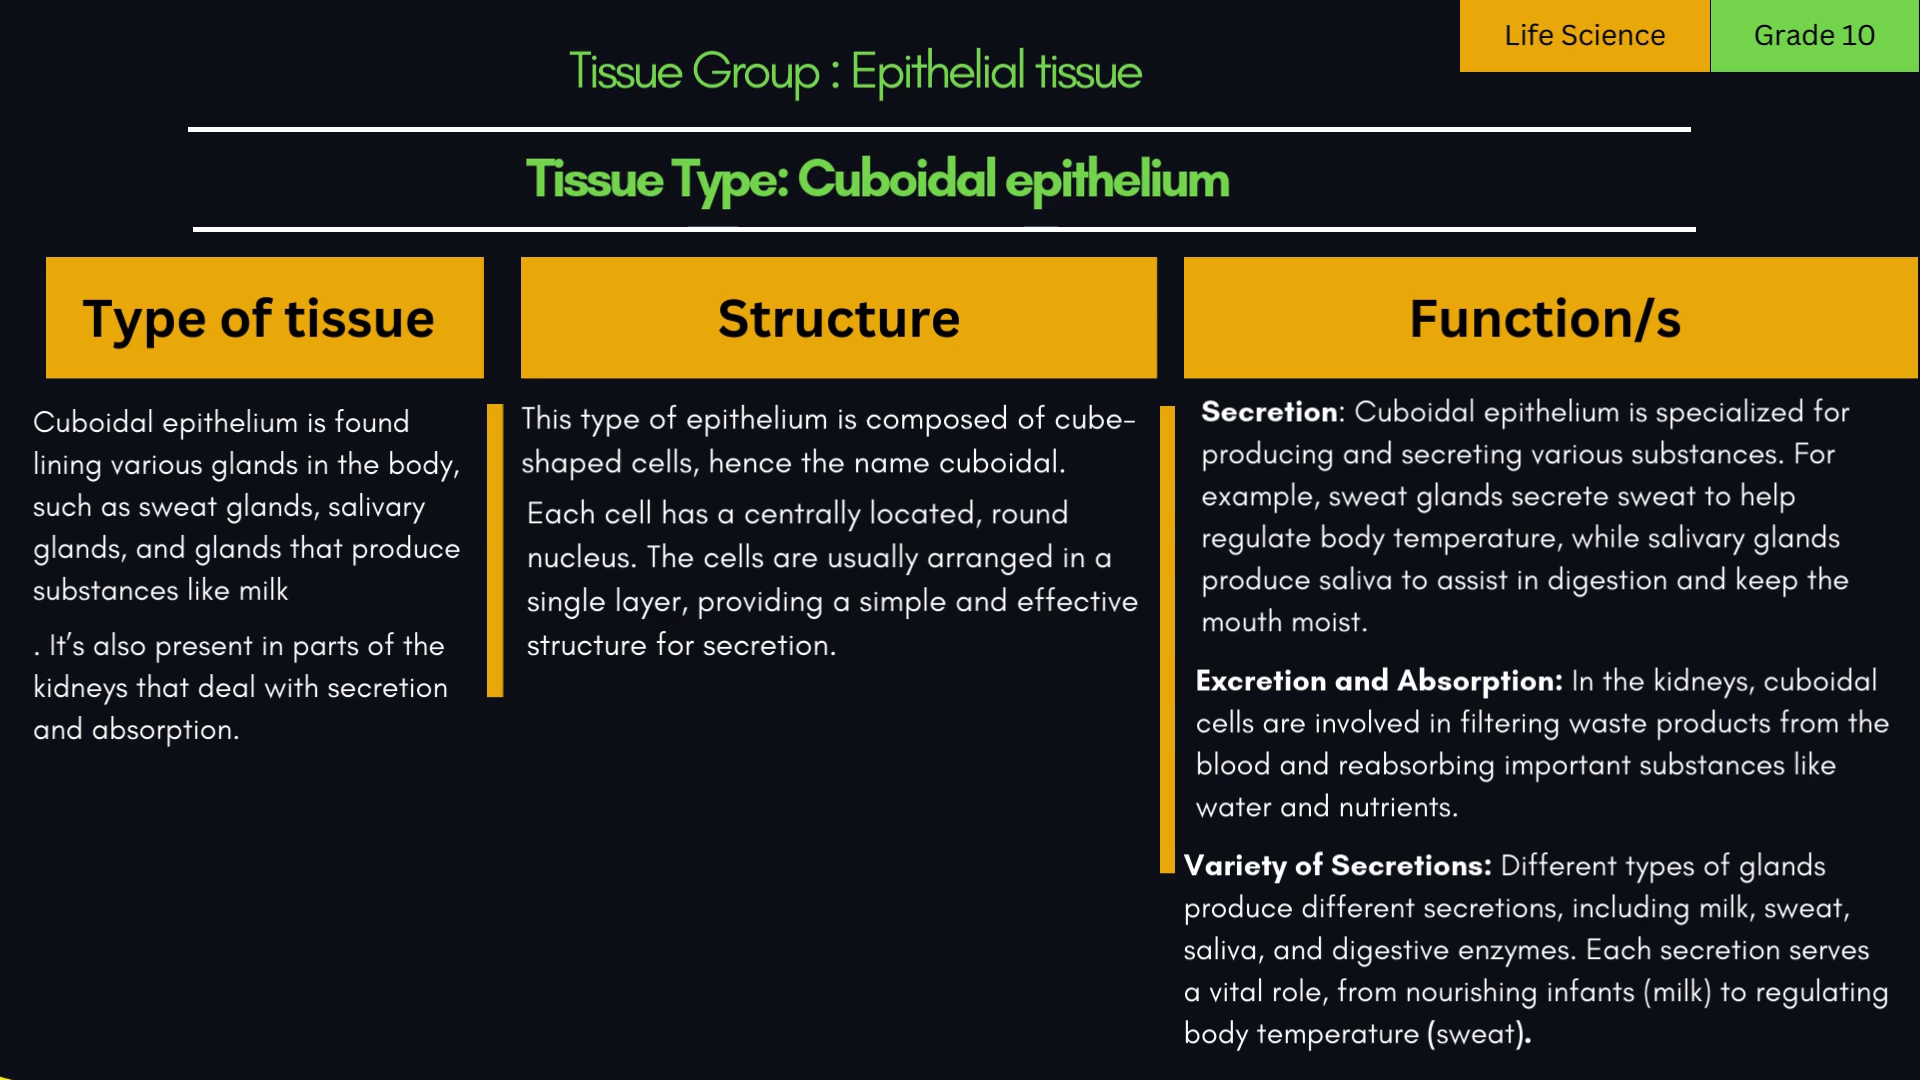 Life Science
Grade 10
Tissue Group : Epithelial tissue
Tissue Type: Cuboidal epithelium
Type of tissue
Structure
Function/s
Cuboidal epithelium is found
lining various glands in the body,
such as sweat glands, salivary
glands, and glands that produce
substances like milk
. It's also present in parts of the
kidneys that deal with secretion
and absorption.
This type of epithelium is composed of cube-
shaped cells, hence the name cuboidal.
Each cell has a centrally located, round
nucleus. The cells are usually arranged in a
single layer, providing a simple and effective
structure for secretion.
Secretion: Cuboidal epithelium is specialized for
producing and secreting various substances. For
example, sweat glands secrete sweat to help
regulate body temperature, while salivary glands
produce saliva to assist in digestion and keep the
mouth moist.
Excretion and Absorption: In the kidneys, cuboidal
cells are involved in filtering waste products from the
blood and reabsorbing important substances like
water and nutrients.
Variety of Secretions: Different types of glands
produce different secretions, including milk, sweat,
saliva, and digestive enzymes. Each secretion serves
a vital role, from nourishing infants (milk) to regulating
body temperature (sweat).